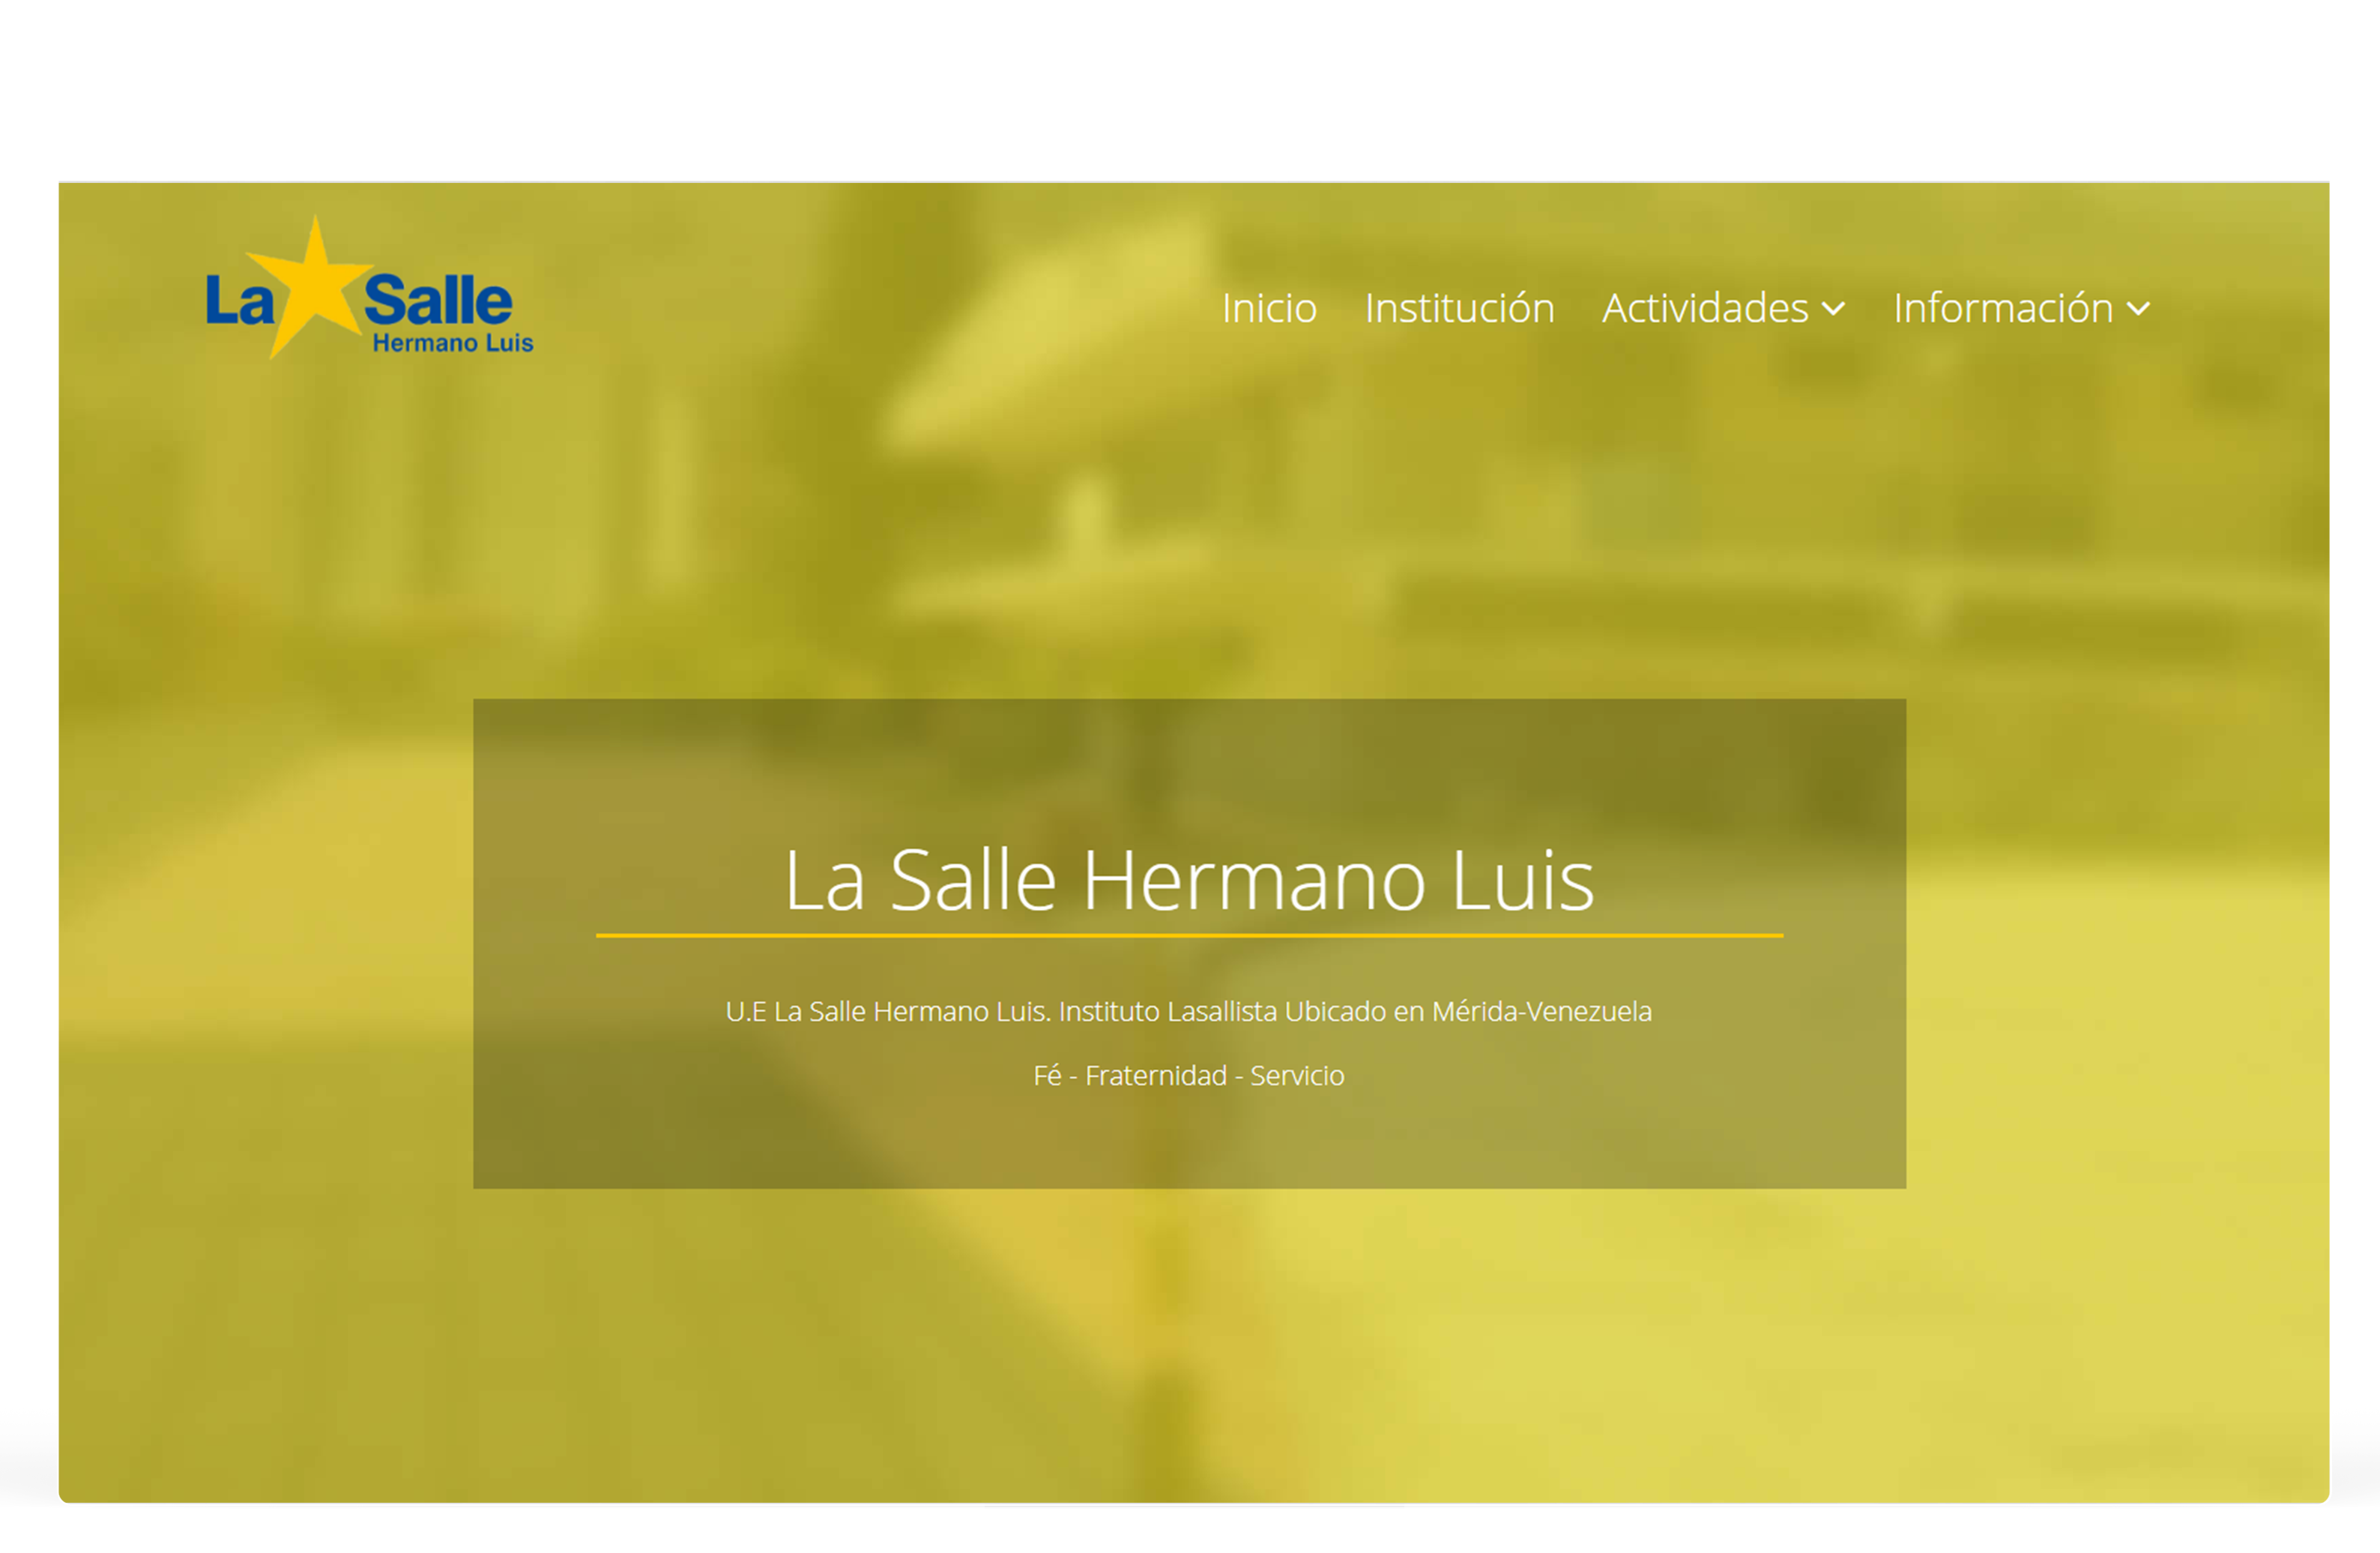 La Salle
Hermano Luis
Inicio Institución Actividades Información
La Salle Hermano Luis
U.E La Salle Hermano Luis. Instituto Lasallista Ubicado en Mérida-Venezuela
Fé - Fraternidad - Servicio